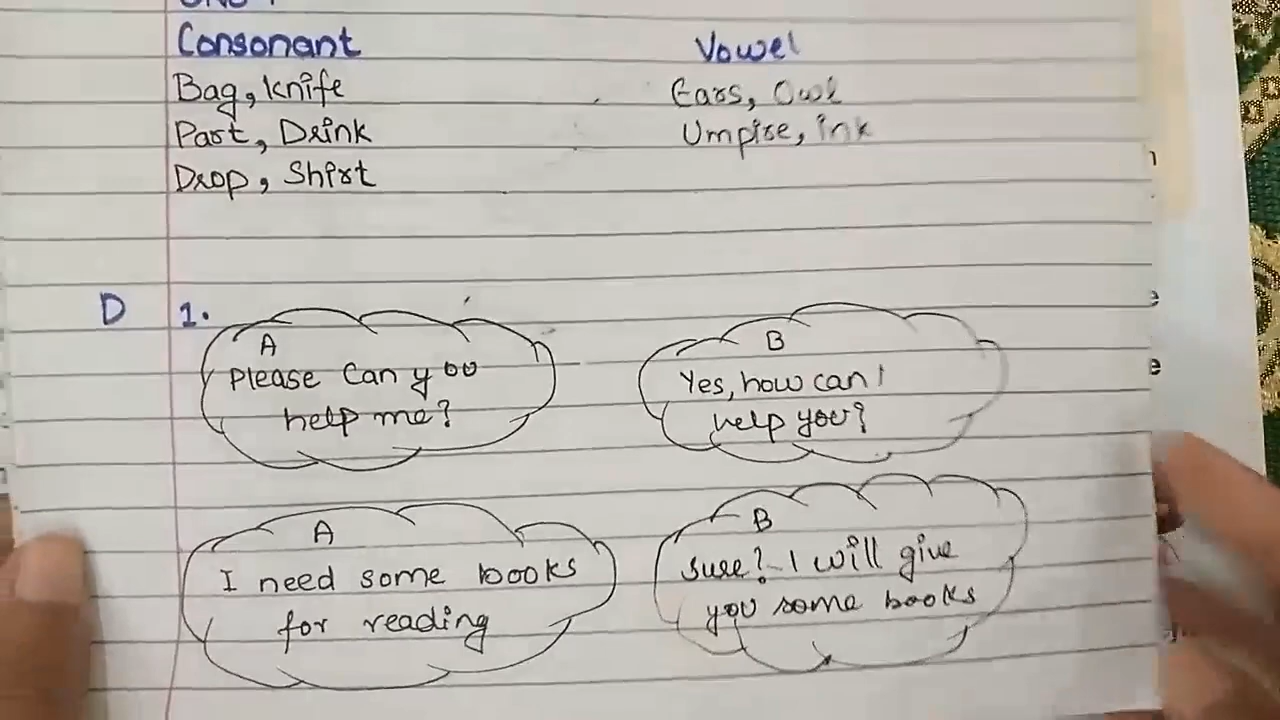 Consonant Vowel
Bag, knife Ears, Owl
Part, Drink Umpire, ink
Drop, Shirt
D 1.
A
Please Can you
help me?
B
Yes, how can I
help you?
A
I need some books
for reading
B
sure? I will give
you some books